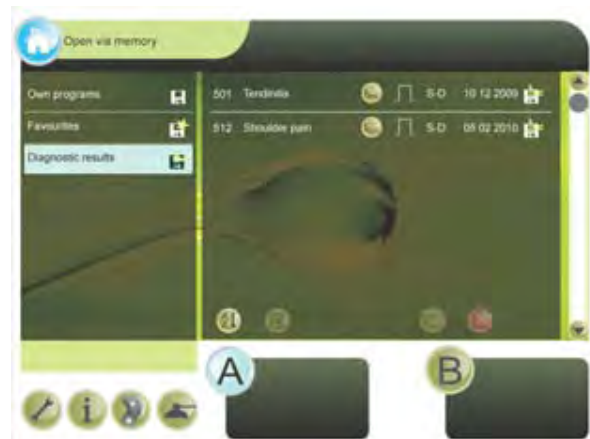 Open via memory
Own programs
Favourites
Diagnostic results
501 Tendinitis S-D 10 12 2009
512 Shoulder pain S-D 05 02 2010
A
B